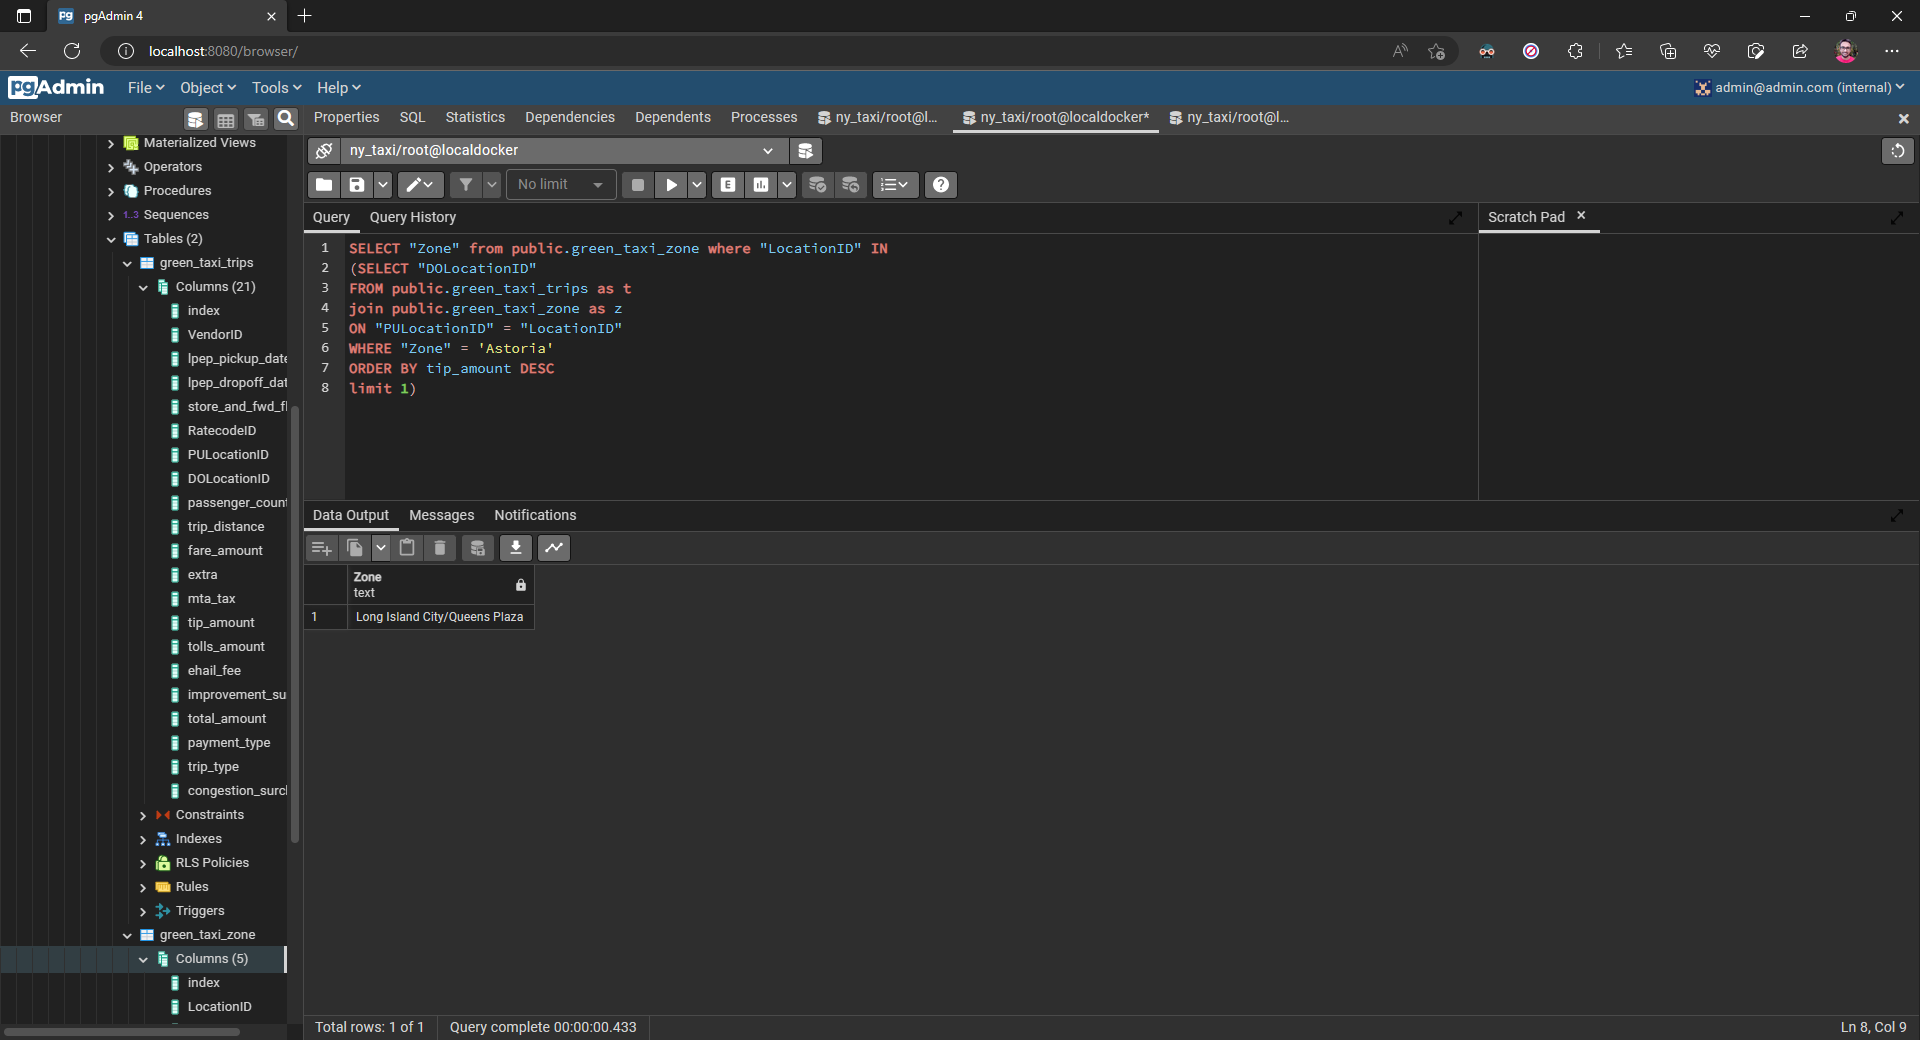 pgAdmin 4
localhost:8080/browser/
pgAdmin File Object Tools Help admin@admin.com (internal)
Browser Properties SQL Statistics Dependencies Dependents Processes ny_taxi/root@l... ny_taxi/root@localdocker* ny_taxi/root@l...
Materialized Views
Operators
Procedures
1..3 Sequences
Tables (2)
green_taxi_trips
Columns (21)
index
VendorID
lpep_pickup_date
lpep_dropoff_dat
store_and_fwd_fl
RatecodeID
PULocationID
DOLocationID
passenger_count
trip_distance
fare_amount
extra
mta_tax
tip_amount
tolls_amount
ehail_fee
improvement_su
total_amount
payment_type
trip_type
congestion_surcl
Constraints
Indexes
RLS Policies
Rules
Triggers
green_taxi_zone
Columns (5)
index
LocationID
ny_taxi/root@localdocker
No limit E
Query Query History Scratch Pad
1 SELECT "Zone" from public.green_taxi_zone where "LocationID" IN
2 (SELECT "DOLocationID"
3 FROM public.green_taxi_trips as t
4 join public.green_taxi_zone as z
5 ON "PULocationID" = "LocationID"
6 WHERE "Zone" = 'Astoria'
7 ORDER BY tip_amount DESC
8 limit 1)
Data Output Messages Notifications
Zone
text
1 Long Island City/Queens Plaza
Total rows: 1 of 1 Query complete 00:00:00.433 Ln 8, Col 9